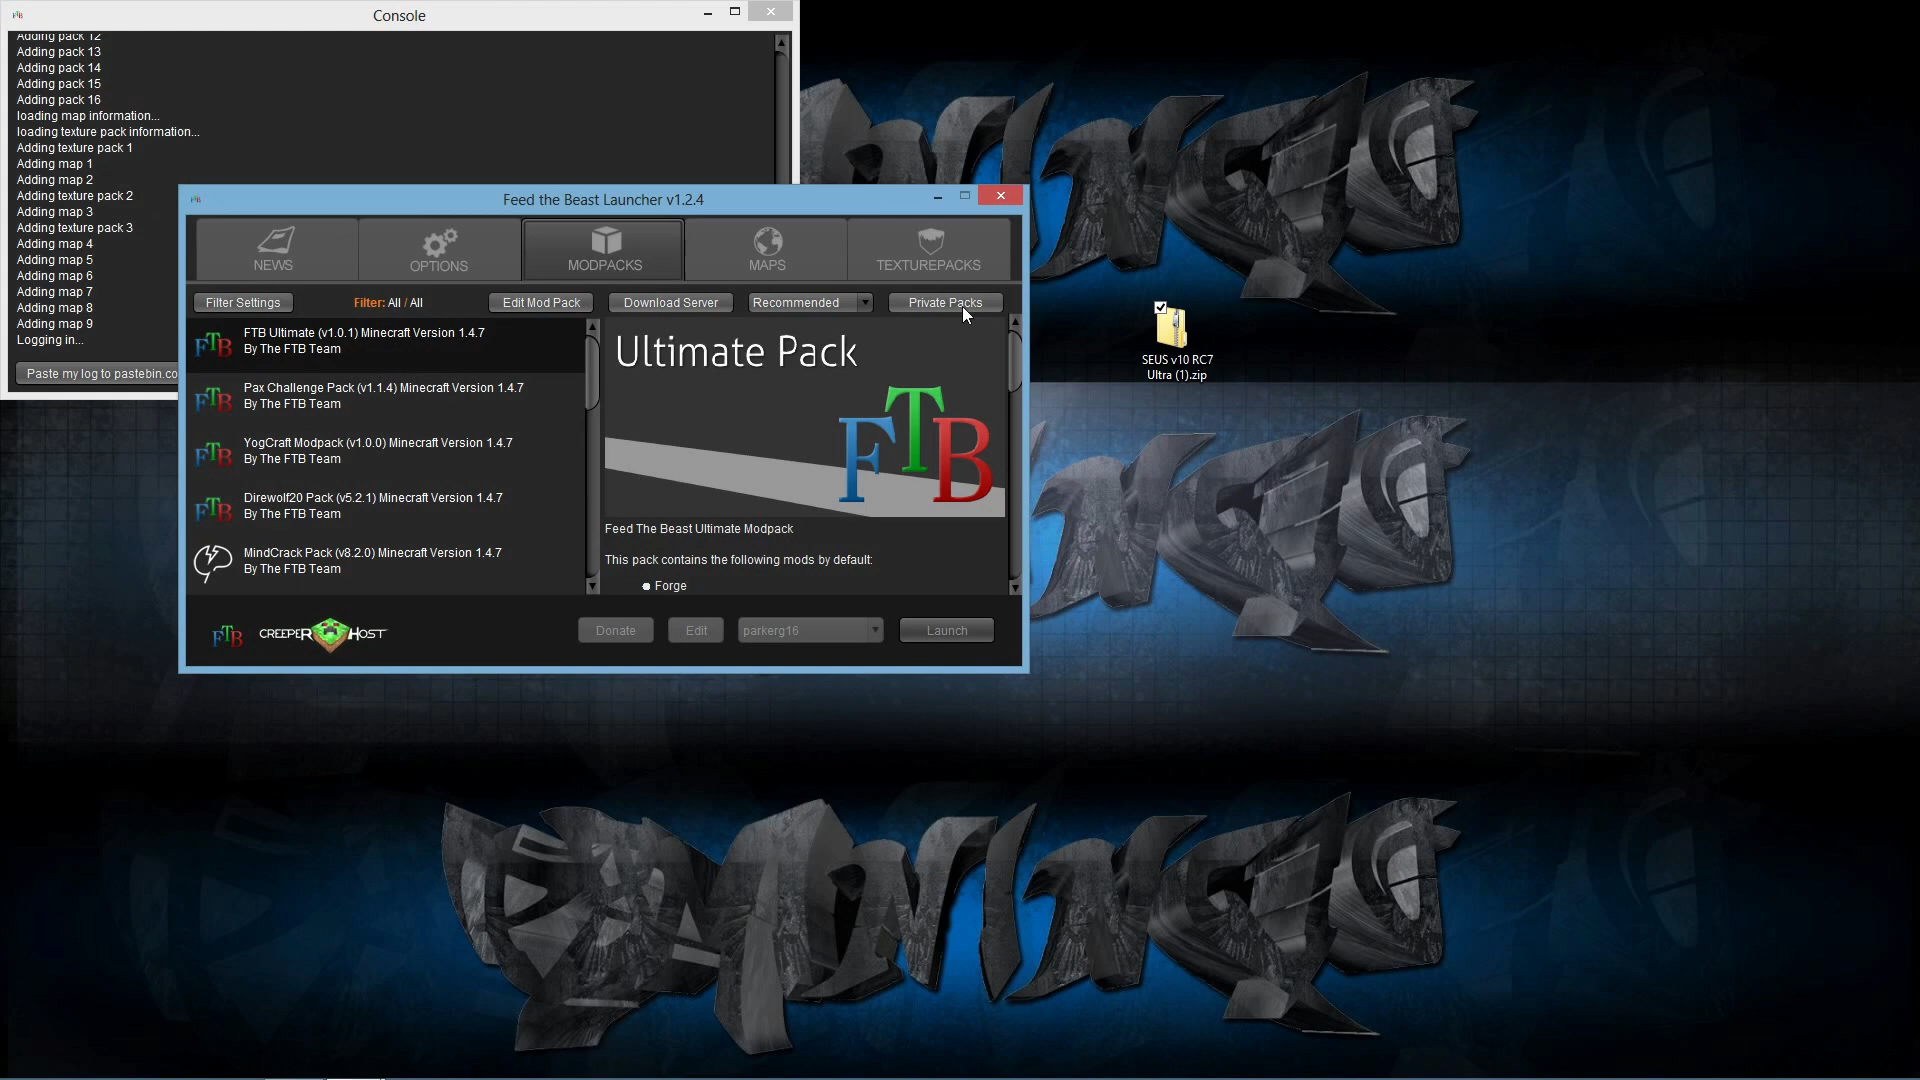 Console
Adding pack 12
Adding pack 13
Adding pack 14
Adding pack 15
Adding pack 16
loading map information...
loading texture pack information...
Adding texture pack 1
Adding map 1
Adding map 2
Adding texture pack 2
Adding map 3
Adding texture pack 3
Adding map 4
Adding map 5
Adding map 6
Adding map 7
Adding map 8
Adding map 9
Logging in...
Paste my log to pastebin.co
Feed the Beast Launcher v1.2.4
NEWS
OPTIONS
MODPACKS
MAPS
TEXTUREPACKS
Filter Settings
Filter: All / All
Edit Mod Pack
Download Server
Recommended
Private Packs
FTB
FTB Ultimate (v1.0.1) Minecraft Version 1.4.7
By The FTB Team
FTB
Pax Challenge Pack (v1.1.4) Minecraft Version 1.4.7
By The FTB Team
FTB
YogCraft Modpack (v1.0.0) Minecraft Version 1.4.7
By The FTB Team
FTB
Direwolf20 Pack (v5.2.1) Minecraft Version 1.4.7
By The FTB Team
MindCrack Pack (v8.2.0) Minecraft Version 1.4.7
By The FTB Team
Ultimate Pack
FTB
Feed The Beast Ultimate Modpack
This pack contains the following mods by default:
Forge
FTB
CREEPER HOST
Donate
Edit
parkerg16
Launch
SEUS v10 RC7
Ultra (1).zip